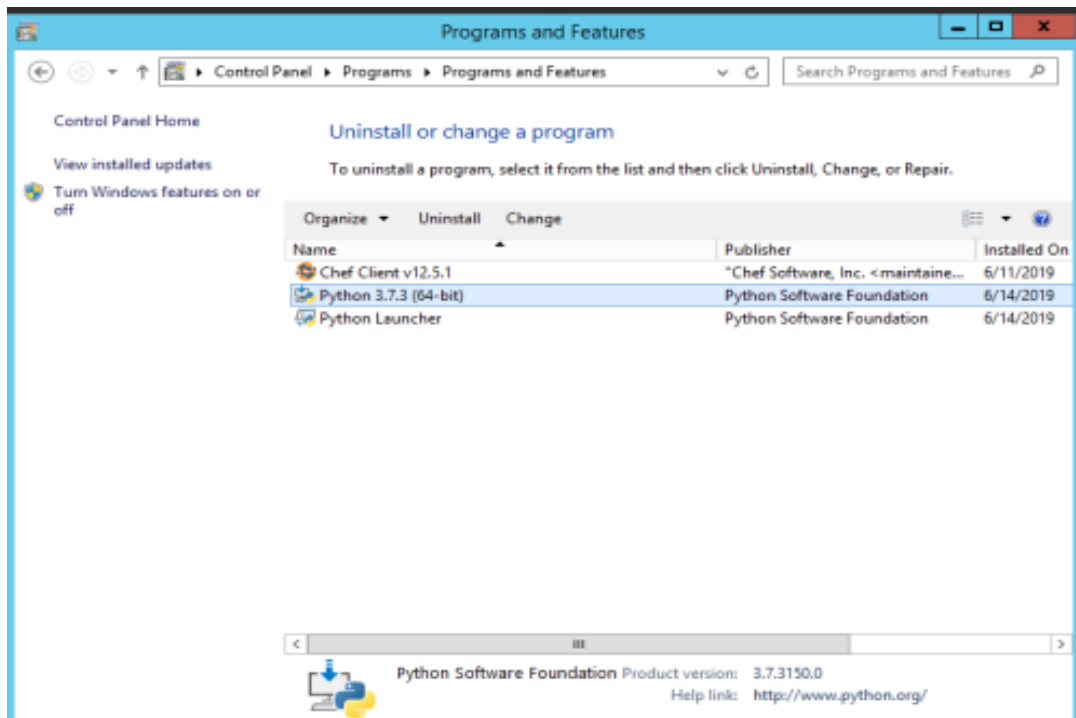 Programs and Features
Control Panel Programs Programs and Features Search Programs and Features
Control Panel Home
View installed updates
Turn Windows features on or
off
Uninstall or change a program
To uninstall a program, select it from the list and then click Uninstall, Change, or Repair.
Organize Uninstall Change
Name Publisher Installed On
Chef Client v12.5.1 "Chef Software, Inc. <maintaine... 6/11/2019
Python 3.7.3 (64-bit) Python Software Foundation 6/14/2019
Python Launcher Python Software Foundation 6/14/2019
Python Software Foundation Product version: 3.7.3150.0
Help link: http://www.python.org/